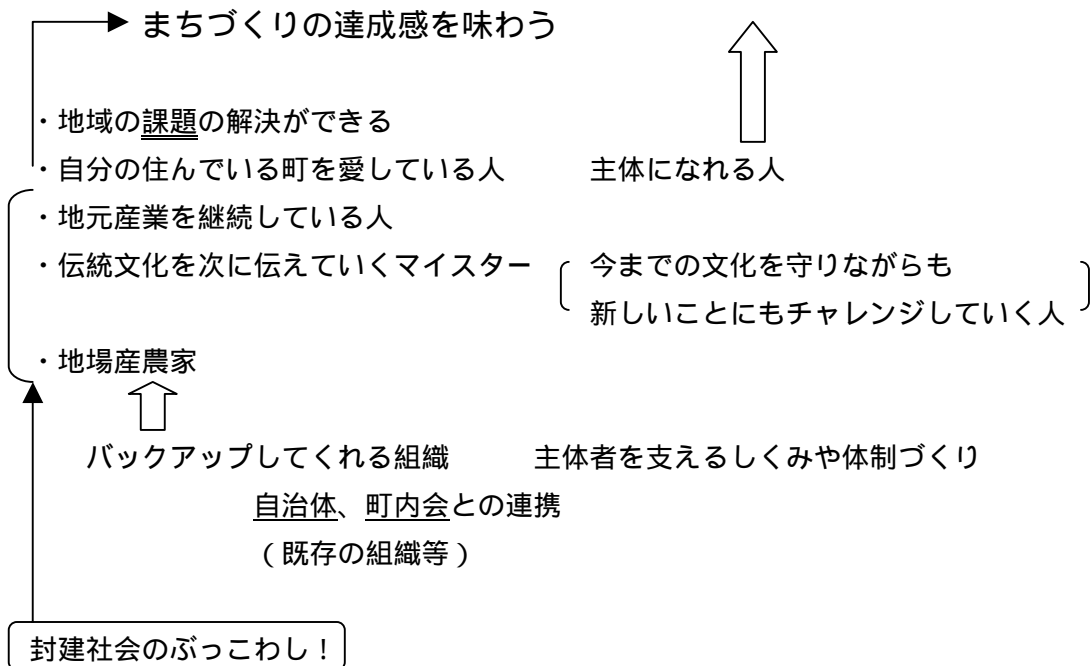 まちづくりの達成感を味わう
・地域の課題の解決ができる
・自分の住んでいる町を愛している人 主体になれる人
・地元産業を継続している人
・伝統文化を次に伝えていくマイスター 今までの文化を守りながらも
新しいことにもチャレンジしていく人
・地場産農家
バックアップしてくれる組織 主体者を支えるしくみや体制づくり
自治体、町内会との連携
(既存の組織等)
封建社会のぶっこわし!